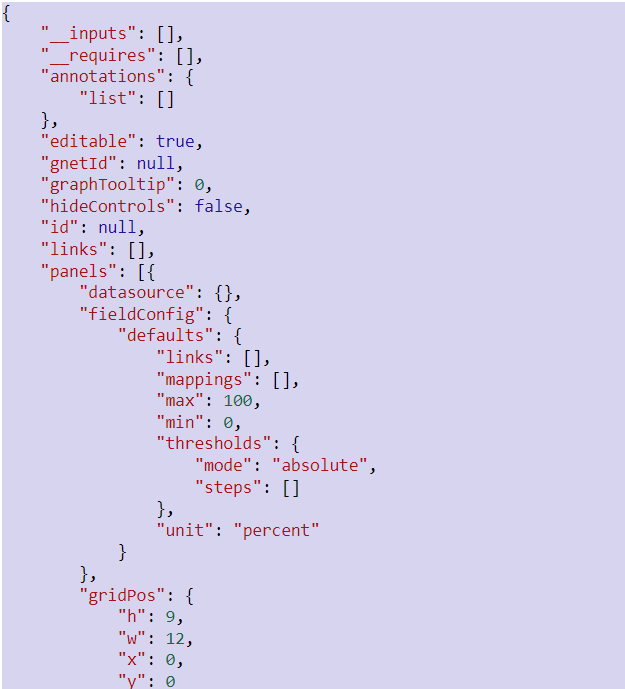 {
    "__inputs": [],
    "__requires": [],
    "annotations": {
        "list": []
    },
    "editable": true,
    "gnetId": null,
    "graphTooltip": 0,
    "hideControls": false,
    "id": null,
    "links": [],
    "panels": [{
        "datasource": {},
        "fieldConfig": {
            "defaults": {
                "links": [],
                "mappings": [],
                "max": 100,
                "min": 0,
                "thresholds": {
                    "mode": "absolute",
                    "steps": []
                },
                "unit": "percent"
            }
        },
        "gridPos": {
            "h": 9,
            "w": 12,
            "x": 0,
            "y": 0